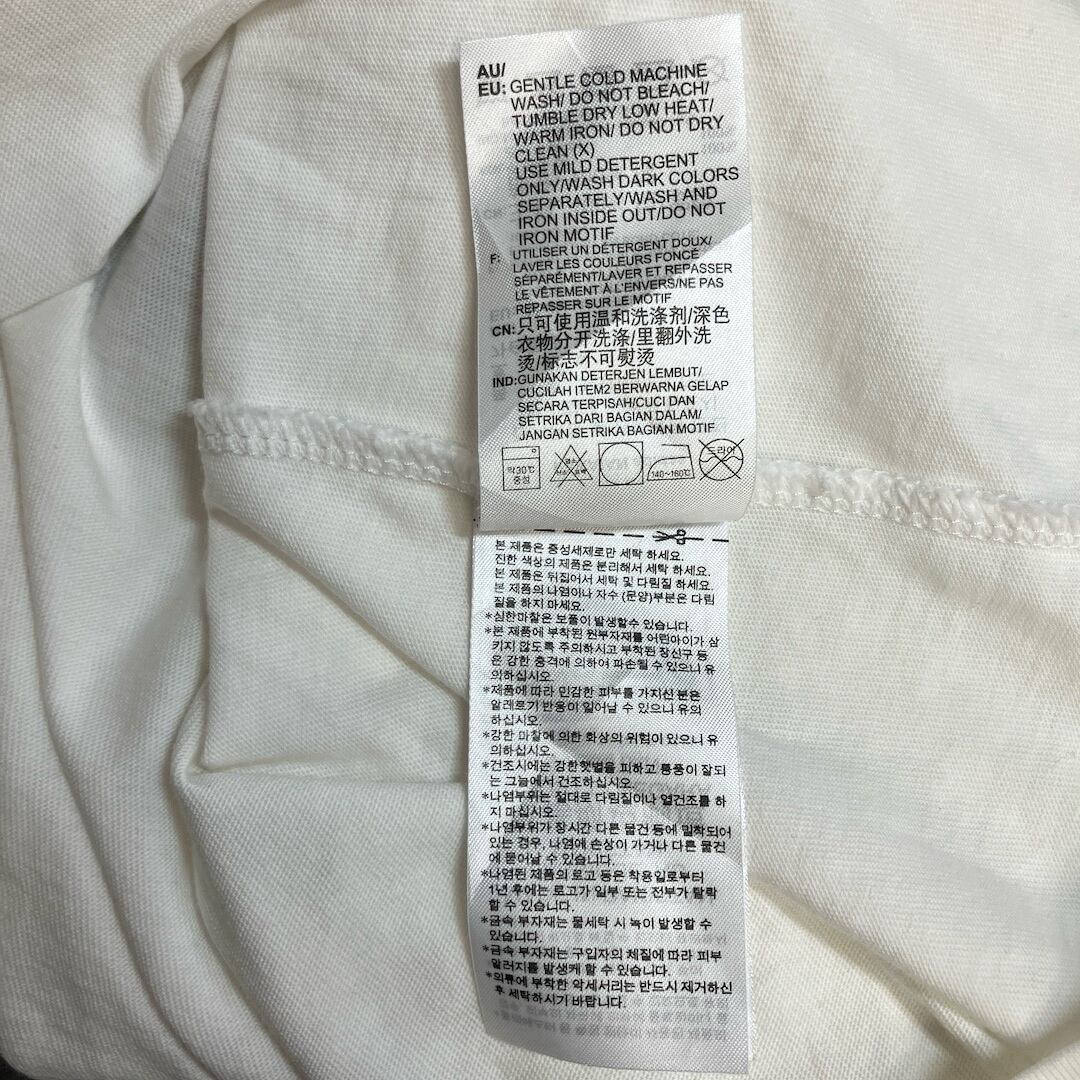 AU/
EU: GENTLE COLD MACHINE
WASH/ DO NOT BLEACH/
TUMBLE DRY LOW HEAT/
WARM IRON/ DO NOT DRY
CLEAN (X)
USE MILD DETERGENT
ONLY/WASH DARK COLORS
SEPARATELY/WASH AND
IRON INSIDE OUT/DO NOT
IRON MOTIF
F: UTILISER UN DÉTERGENT DOUX/
LAVER LES COULEURS FONCÉ
SÉPARÉMENT/LAVER ET REPASSER
LE VÊTEMENT À L'ENVERS/NE PAS
REPASSER SUR LE MOTIF
CN: 只可使用温和洗涤剂/深色
衣物分开洗涤/里翻外洗
烫/标志不可熨烫
IND: GUNAKAN DETERJEN LEMBUT/
CUCILAH ITEM2 BERWARNA GELAP
SECARA TERPISAH/CUCI DAN
SETRIKA DARI BAGIAN DALAM/
JANGAN SETRIKA BAGIAN MOTIF
약30℃ 중성 140~160℃ 드라이
본 제품은 중성세제로만 세탁 하세요.
진한 색상의 제품은 분리해서 세탁 하세요.
본 제품은 뒤집어서 세탁 및 다림질 하세요.
본 제품의 나염이나 자수 (문양)부분은 다림
질을 하지 마세요.
*심한마찰은 보풀이 발생할수 있습니다.
*본 제품에 부착된 원부자재를 어린아이가 삼
키지 않도록 주의하시고 부착된 장신구 등
은 강한 충격에 의하여 파손될 수 있으니 유
의하십시오.
*제품에 따라 민감한 피부를 가지신 분은
알레르기 반응이 일어날 수 있으니 유의
하십시오.
*강한 마찰에 의한 화상의 위험이 있으니 유
의하십시오.
*건조시에는 강한햇볕을 피하고 통풍이 잘되
는 그늘에서 건조하십시오.
*나염부위는 절대로 다림질이나 열건조를 하
지 마십시오.
*나염부위가 장시간 다른 물건 등에 밀착되어
있는 경우, 나염에 손상이 가거나 다른 물건
에 묻어날 수 있습니다.
*나염된 제품의 로고 등은 착용일로부터
1년 후에는 로고가 일부 또는 전부가 탈락
할 수 있습니다.
*금속 부자재는 물세탁 시 녹이 발생할 수
있습니다.
*금속 부자재는 구입자의 체질에 따라 피부
알러지를 발생케 할 수 있습니다.
*의류에 부착한 악세서리는 반드시 제거하신
후 세탁하시기 바랍니다.